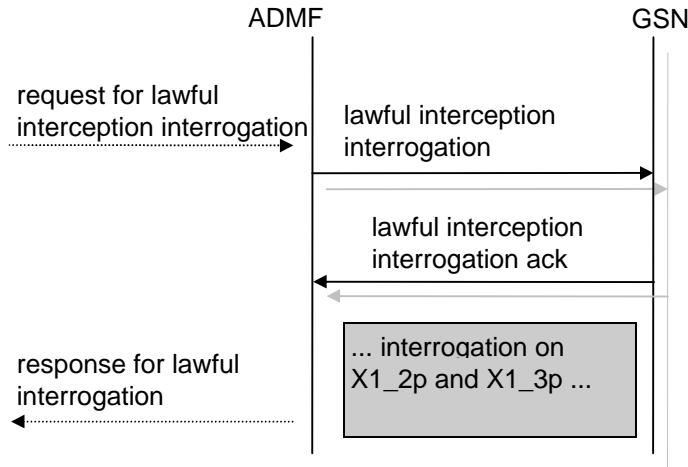 ADMF
GSN
request for lawful
interception interrogation
lawful interception
interrogation
lawful interception
interrogation ack
... interrogation on
X1_2p and X1_3p ...
response for lawful
interrogation